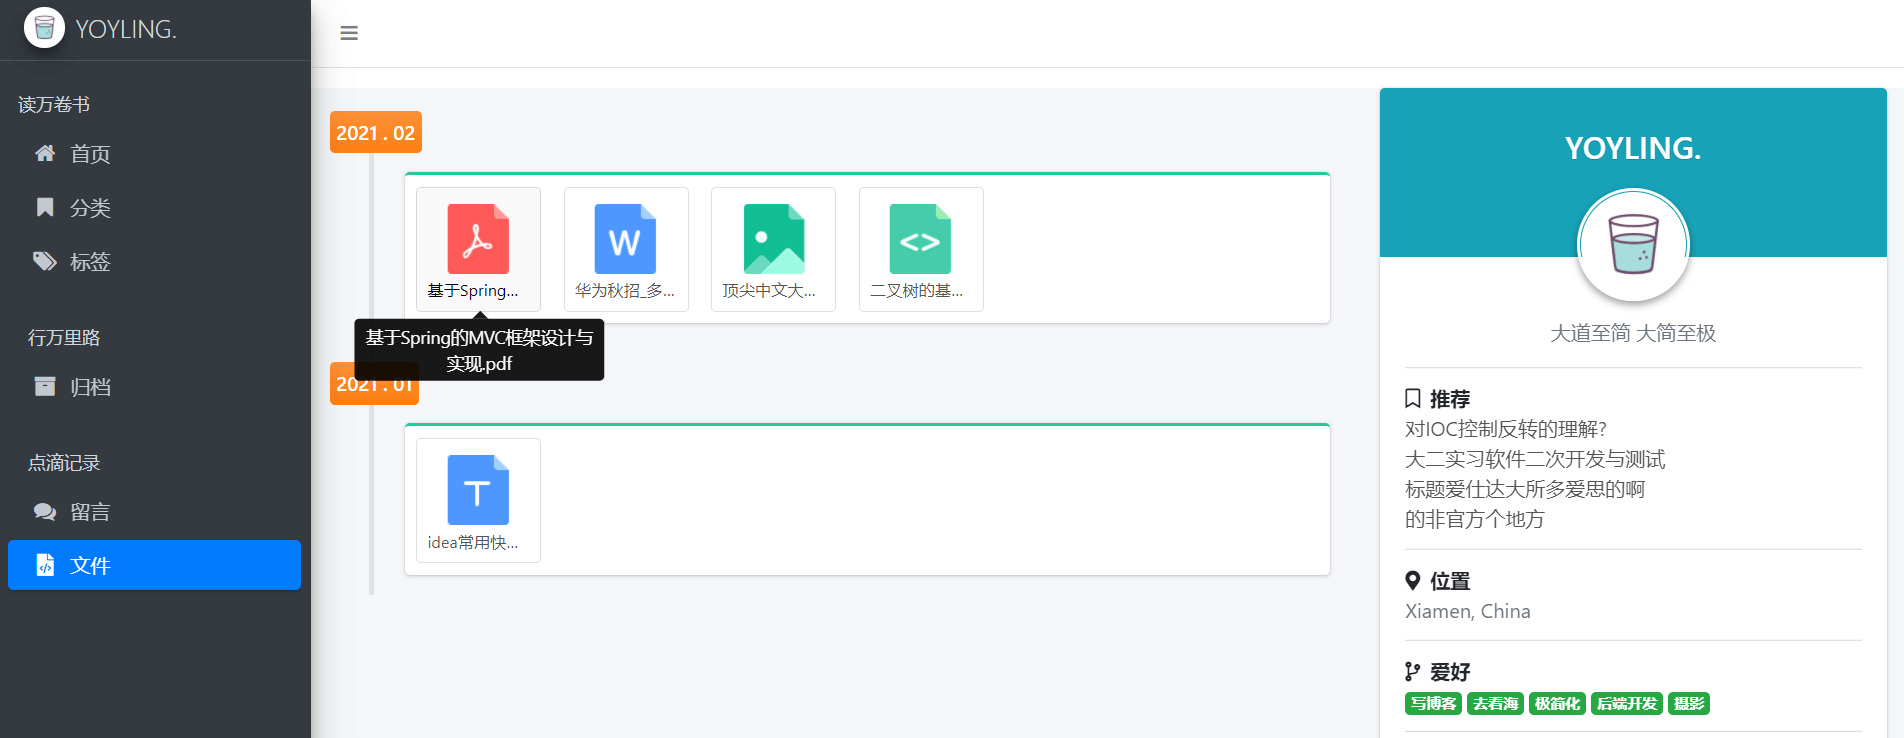 YOYLING.
读万卷书
首页
分类
标签
行万里路
归档
点滴记录
留言
文件
2021 . 02
基于Spring...
华为秋招_多...
顶尖中文大...
二叉树的基...
基于Spring的MVC框架设计与
实现.pdf
2021 . 01
idea常用快...
YOYLING.
大道至简 大简至极
推荐
对IOC控制反转的理解?
大二实习软件二次开发与测试
标题爱仕达大所多爱思的啊
的非官方个地方
位置
Xiamen, China
爱好
写博客 去看海 极简化 后端开发 摄影